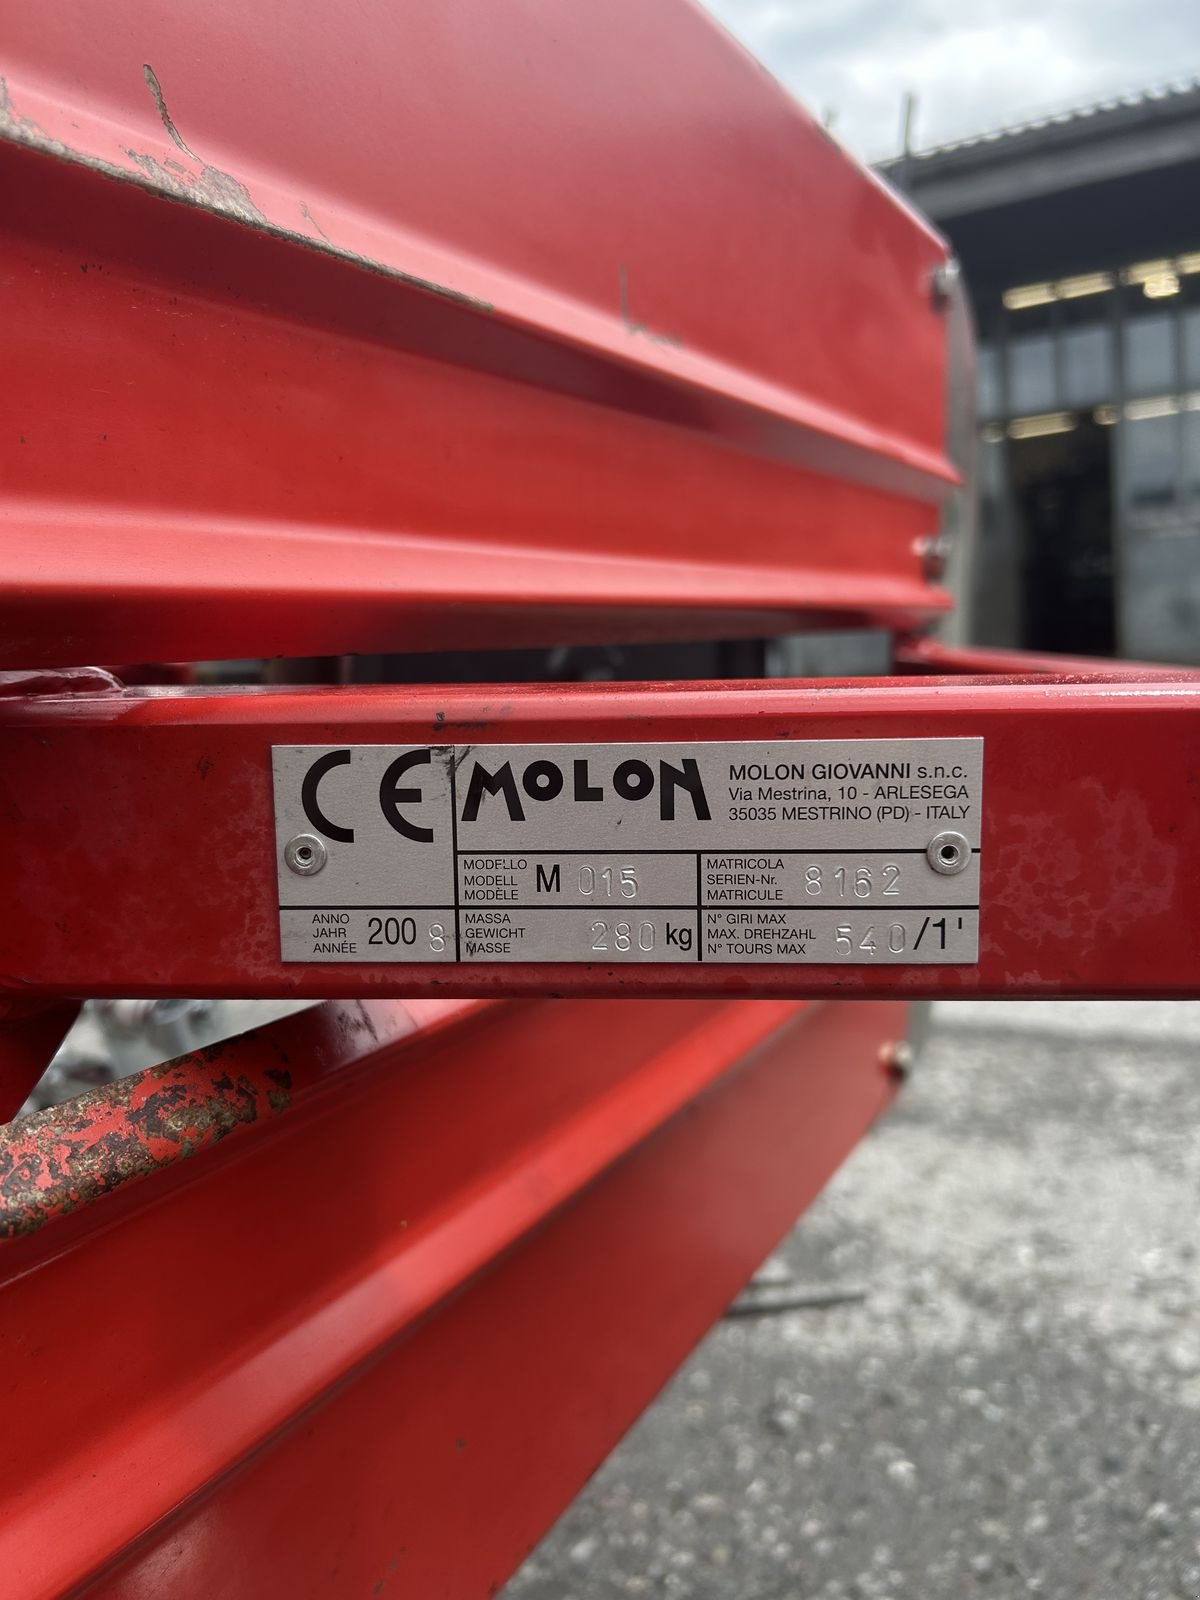 CE
MOLON
MOLON GIOVANNI s.n.c.
Via Mestrina, 10 - ARLESEGA
35035 MESTRINO (PD) - ITALY
MODELLO
MODELL
MODÈLE
M 015
MATRICOLA
SERIEN-Nr.
MATRICULE
8162
ANNO
JAHR
ANNÉE
2008
MASSA
GEWICHT
MASSE
280 kg
N° GIRI MAX
MAX. DREHZAHL
N° TOURS MAX
540/1'